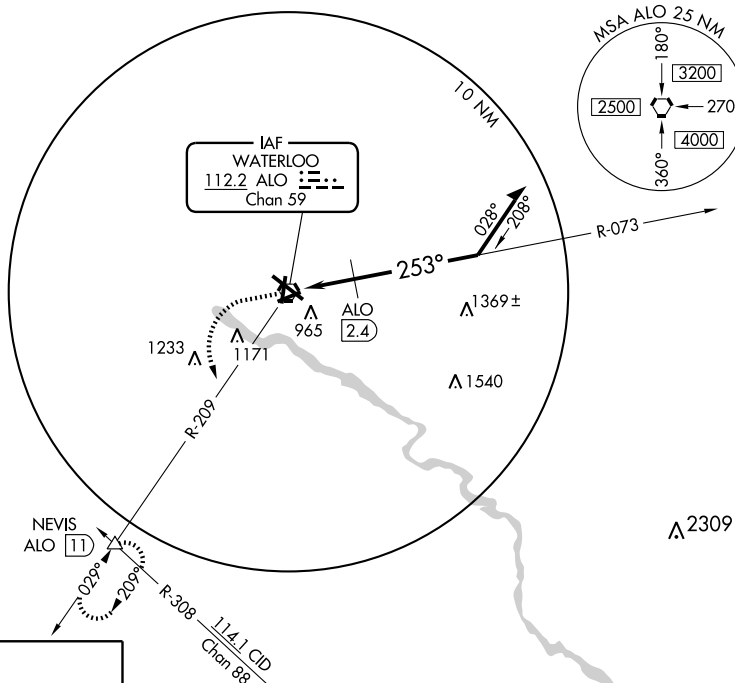 MSA ALO 25 NM
180°
3200
2500
270
4000
360°
10 NM
IAF
WATERLOO
112.2 ALO
Chan 59
028°
208°
R-073
253°
ALO
2.4
1369±
965
1233
1171
1540
R-209
2309
NEVIS
ALO 11
029°
209°
R-308
114.1 CID
Chan 88